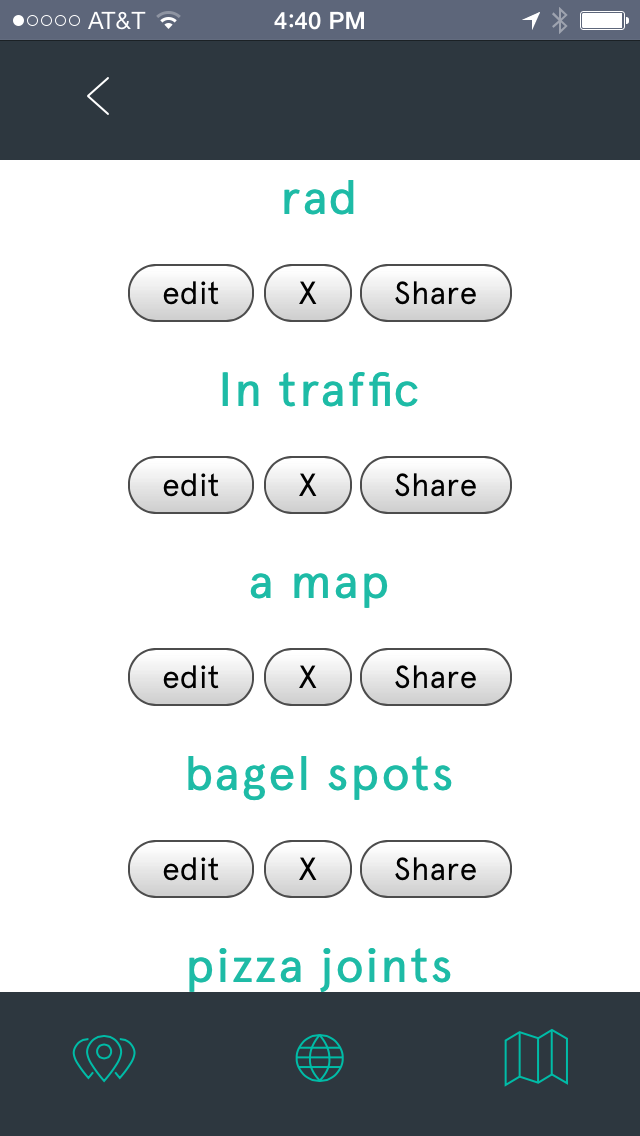 AT&T 4:40 PM
rad
edit X Share
In traffic
edit X Share
a map
edit X Share
bagel spots
edit X Share
pizza joints